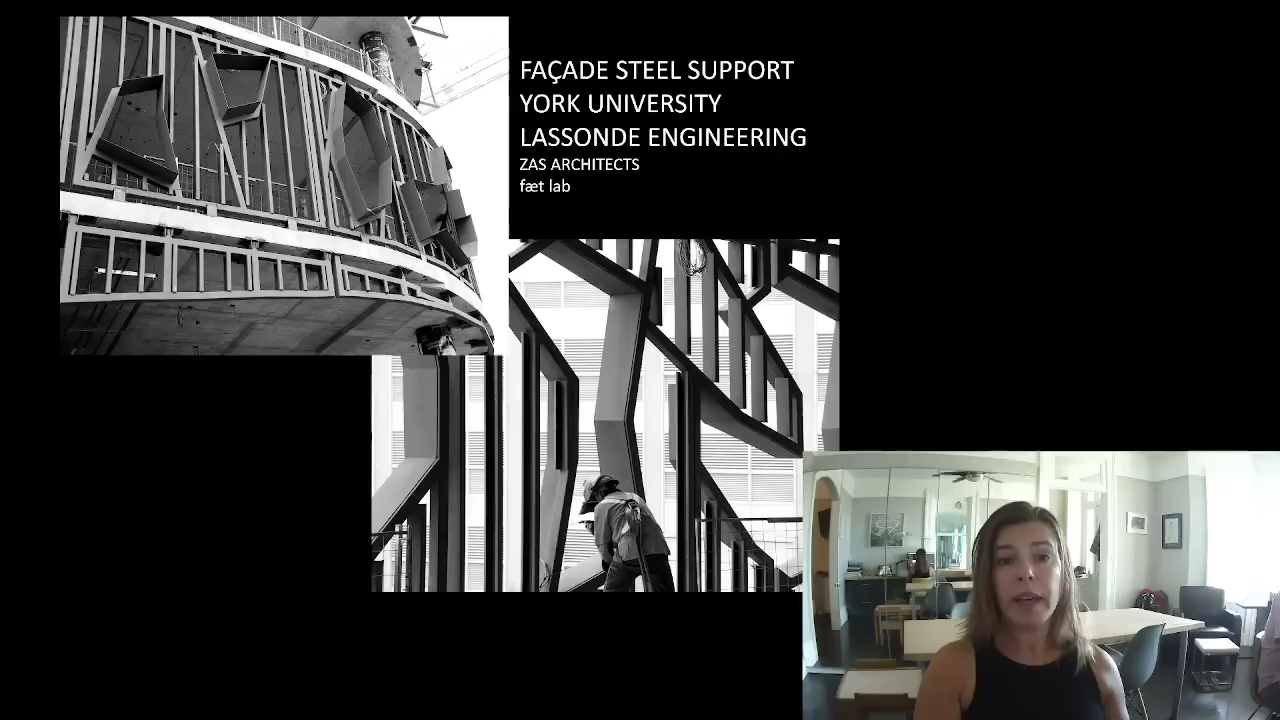 FAÇADE STEEL SUPPORT
YORK UNIVERSITY
LASSONDE ENGINEERING
ZAS ARCHITECTS
fæt lab